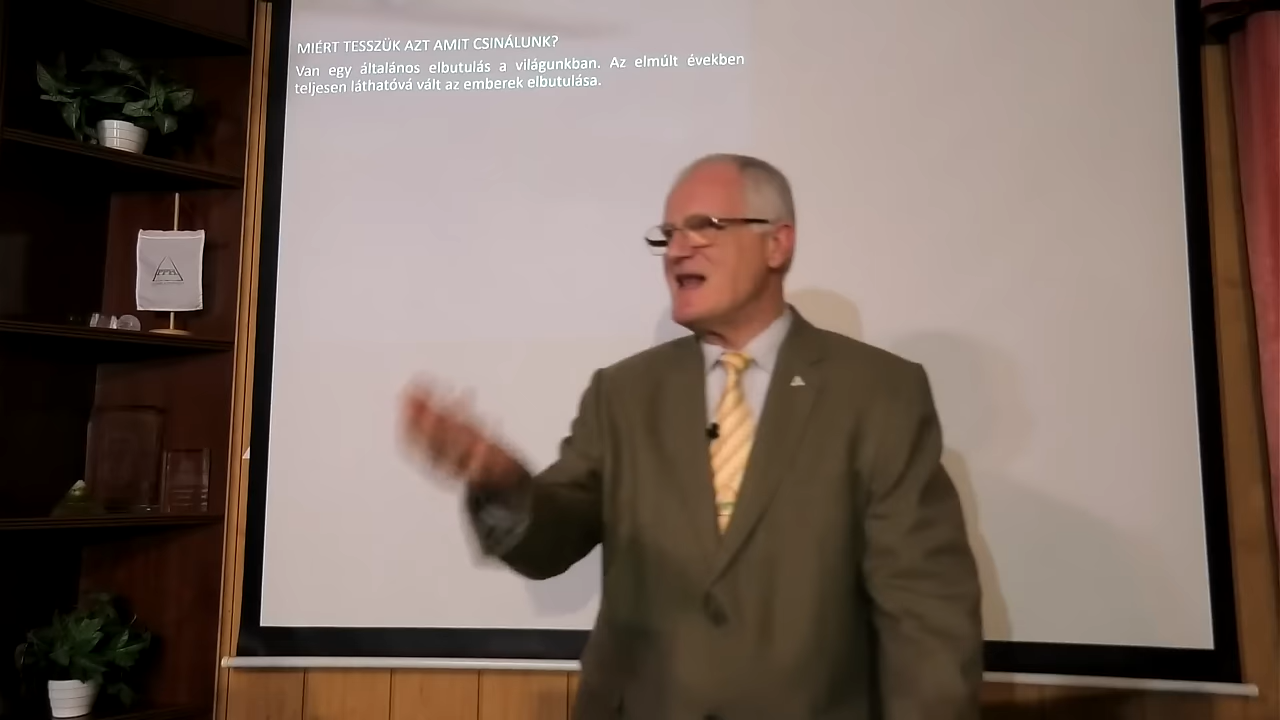 MIÉRT TESSZÜK AZT AMIT CSINÁLUNK?
Van egy általános elbutulás a világunkban. Az elmúlt években
teljesen láthatóvá vált az emberek elbutulása.